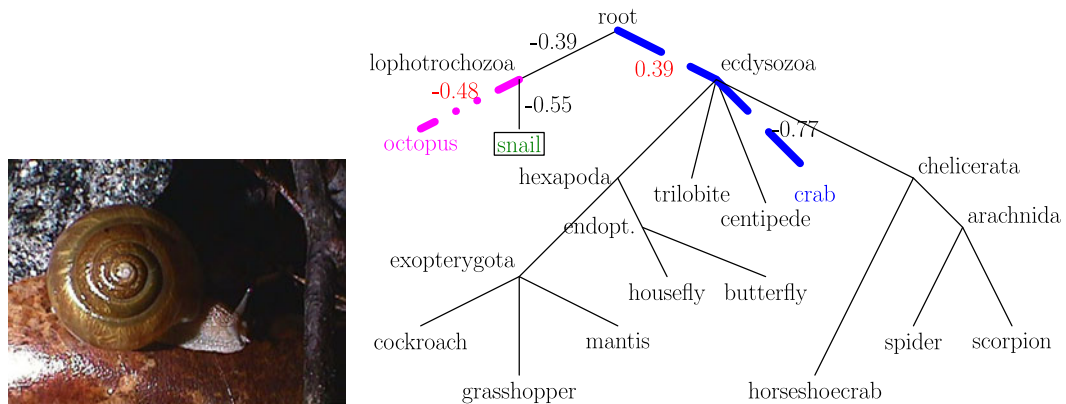 root
-0.39
lophotrochozoa
0.39
ecdysozoa
-0.48
-0.55
-0.77
octopus
snail
hexapoda
trilobite
crab
chelicerata
centipede
arachnida
endopt.
exopterygota
housefly
butterfly
cockroach
mantis
spider
scorpion
grasshopper
horseshoecrab